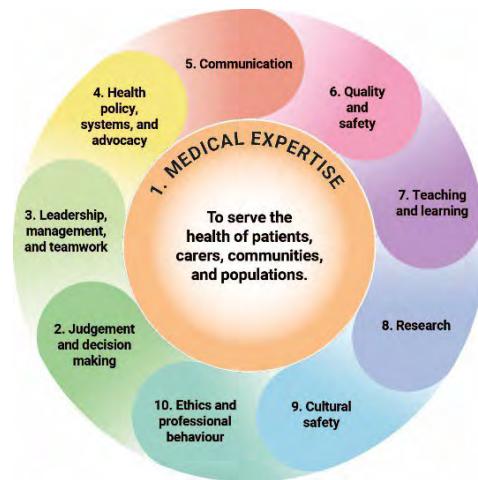 1. MEDICAL EXPERTISE
To serve the
health of patients,
carers, communities,
and populations.
2. Judgement
and decision
making
3. Leadership,
management,
and teamwork
4. Health
policy,
systems, and
advocacy
5. Communication
6. Quality
and
safety
7. Teaching
and learning
8. Research
9. Cultural
safety
10. Ethics and
professional
behaviour